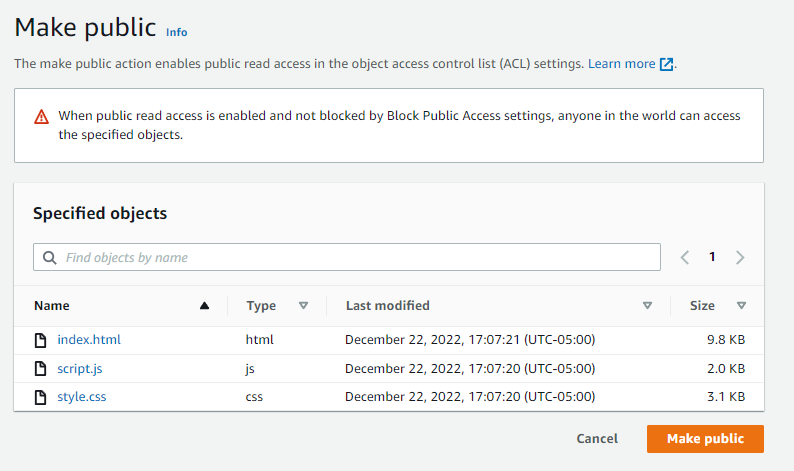 Make public Info
The make public action enables public read access in the object access control list (ACL) settings. Learn more .
When public read access is enabled and not blocked by Block Public Access settings, anyone in the world can access
the specified objects.
Specified objects
Find objects by name 1
Name Type Last modified Size
index.html html December 22, 2022, 17:07:21 (UTC-05:00) 9.8 KB
script.js js December 22, 2022, 17:07:20 (UTC-05:00) 2.0 KB
style.css css December 22, 2022, 17:07:20 (UTC-05:00) 3.1 KB
Cancel Make public